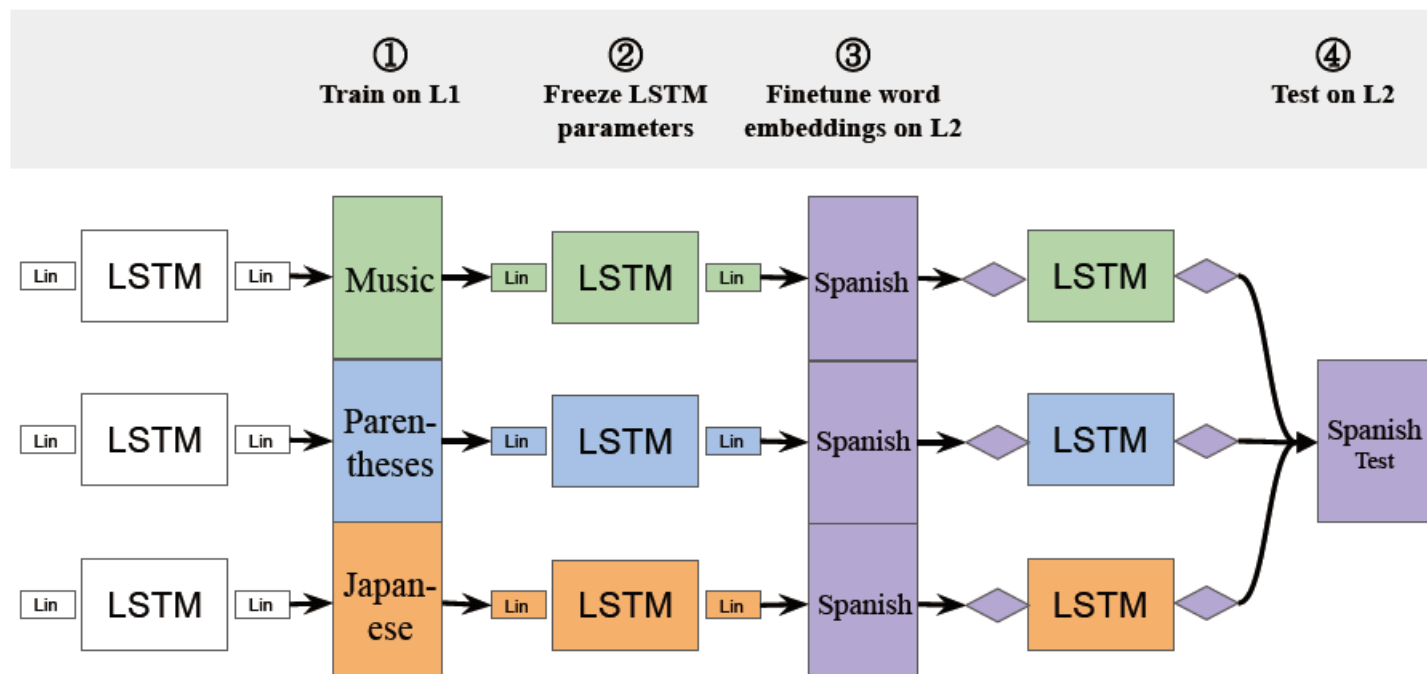 ①
Train on L1
②
Freeze LSTM
parameters
③
Finetune word
embeddings on L2
④
Test on L2
Lin
LSTM
Lin
Music
Lin
LSTM
Lin
Spanish
LSTM
Lin
LSTM
Lin
Paren-
theses
Lin
LSTM
Lin
Spanish
LSTM
Spanish
Test
Lin
LSTM
Lin
Japan-
ese
Lin
LSTM
Lin
Spanish
LSTM